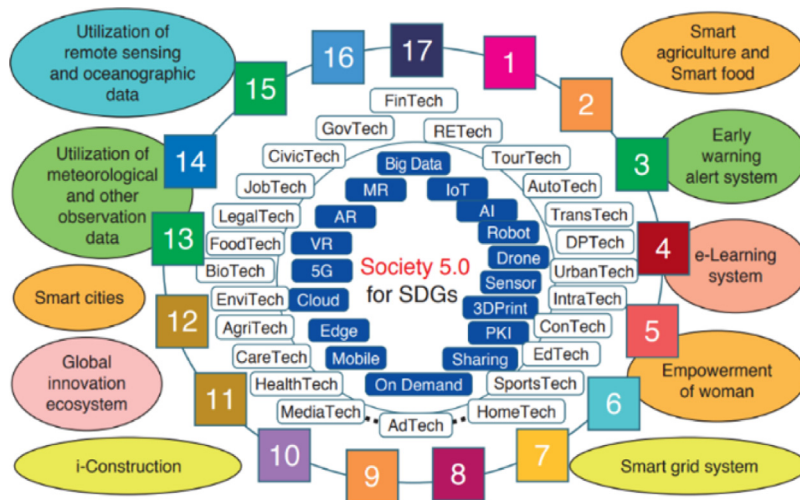 Utilization of
remote sensing
and oceanographic
data
16
17
1
Smart
agriculture and
Smart food
15
2
FinTech
GovTech
RETech
14
Utilization of
meteorological
and other
observation
data
CivicTech
Big Data
TourTech
3
Early
warning
alert system
JobTech
MR
IoT
AutoTech
LegalTech
AR
AI
TransTech
13
FoodTech
VR
Robot
DPTech
4
e-Learning
system
BioTech
5G
Society 5.0
for SDGs
Drone
UrbanTech
Smart cities
12
EnviTech
Cloud
Sensor
IntraTech
AgriTech
Edge
3DPrint
ConTech
5
CareTech
Mobile
PKI
EdTech
Global
innovation
ecosystem
11
HealthTech
On Demand
Sharing
SportsTech
6
Empowerment
of woman
MediaTech
AdTech
HomeTech
i-Construction
10
9
8
7
Smart grid system